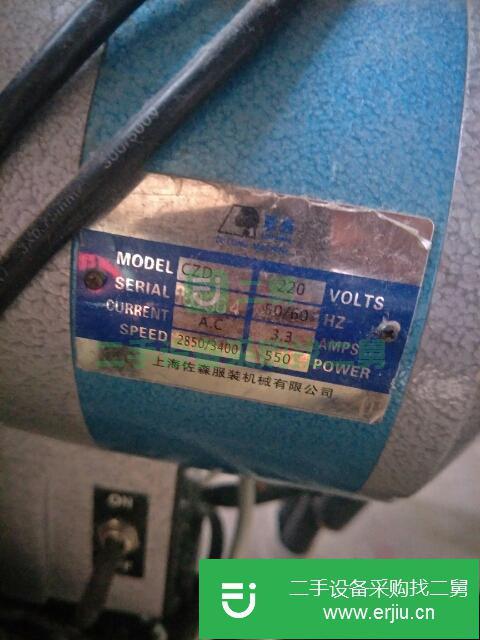 300/500V
MODEL CZD 220 VOLTS
SERIAL 50/60 HZ
CURRENT A.C 3.3 AMPS
SPEED 2850/3400 550 POWER
上海佐森服装机械有限公司
ON
二手设备采购找二舅
www.erjiu.cn